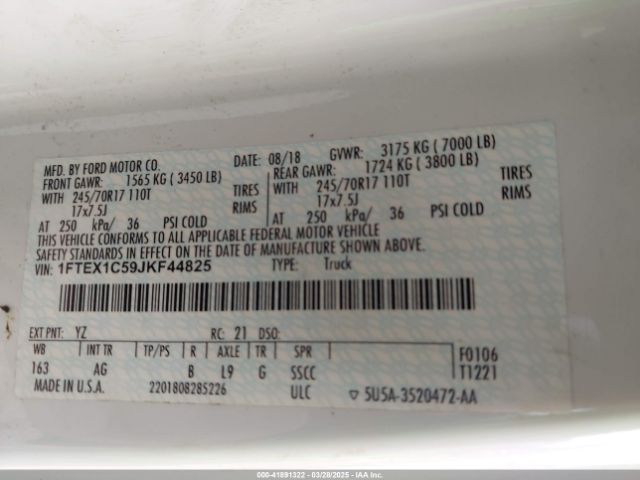 MFD. BY FORD MOTOR CO.
DATE: 08/18 GVWR: 3175 KG ( 7000 LB)
FRONT GAWR: 1565 KG ( 3450 LB) REAR GAWR: 1724 KG ( 3800 LB)
WITH 245/70R17 110T TIRES WITH 245/70R17 110T TIRES
17x7.5J RIMS 17x7.5J RIMS
AT 250 kPa/ 36 PSI COLD AT 250 kPa/ 36 PSI COLD
THIS VEHICLE CONFORMS TO ALL APPLICABLE FEDERAL MOTOR VEHICLE
SAFETY STANDARDS IN EFFECT ON THE DATE OF MANUFACTURE SHOWN ABOVE.
VIN: 1FTEX1C59JKF44825 TYPE: Truck
EXT PNT: YZ RC: 21 DSO:
WB INT TR TP/PS R AXLE TR SPR F0106
163 AG B L9 G SSCC T1221
MADE IN U.S.A. 2201808285226 ULC ▽ 5U5A-3520472-AA
000-41891322 | 03/28/2025 | IAAI.COM